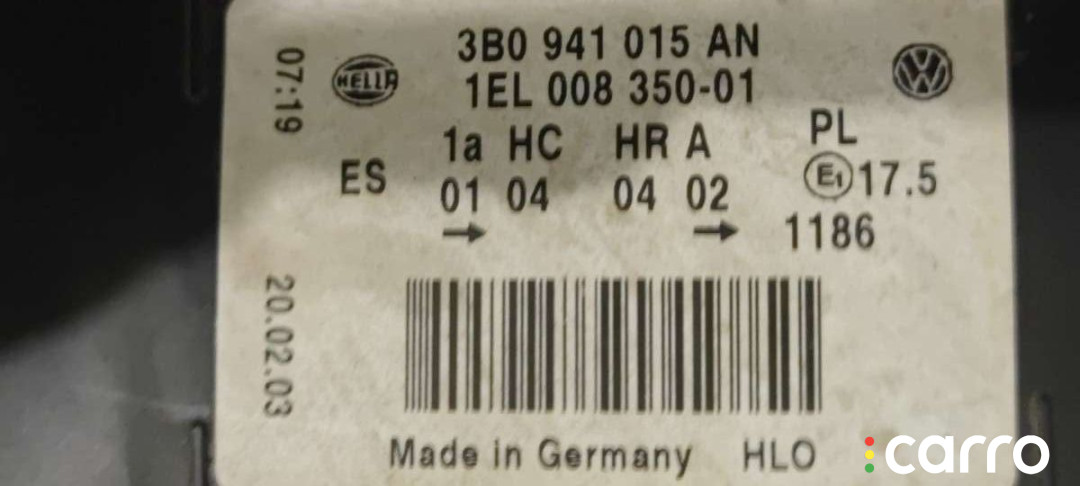 07:19
HELLA
3B0 941 015 AN
1EL 008 350-01
1a HC HR A PL
ES 01 04 04 02 E1 17.5
→ → 1186
20.02.03
Made in Germany HLO
carro